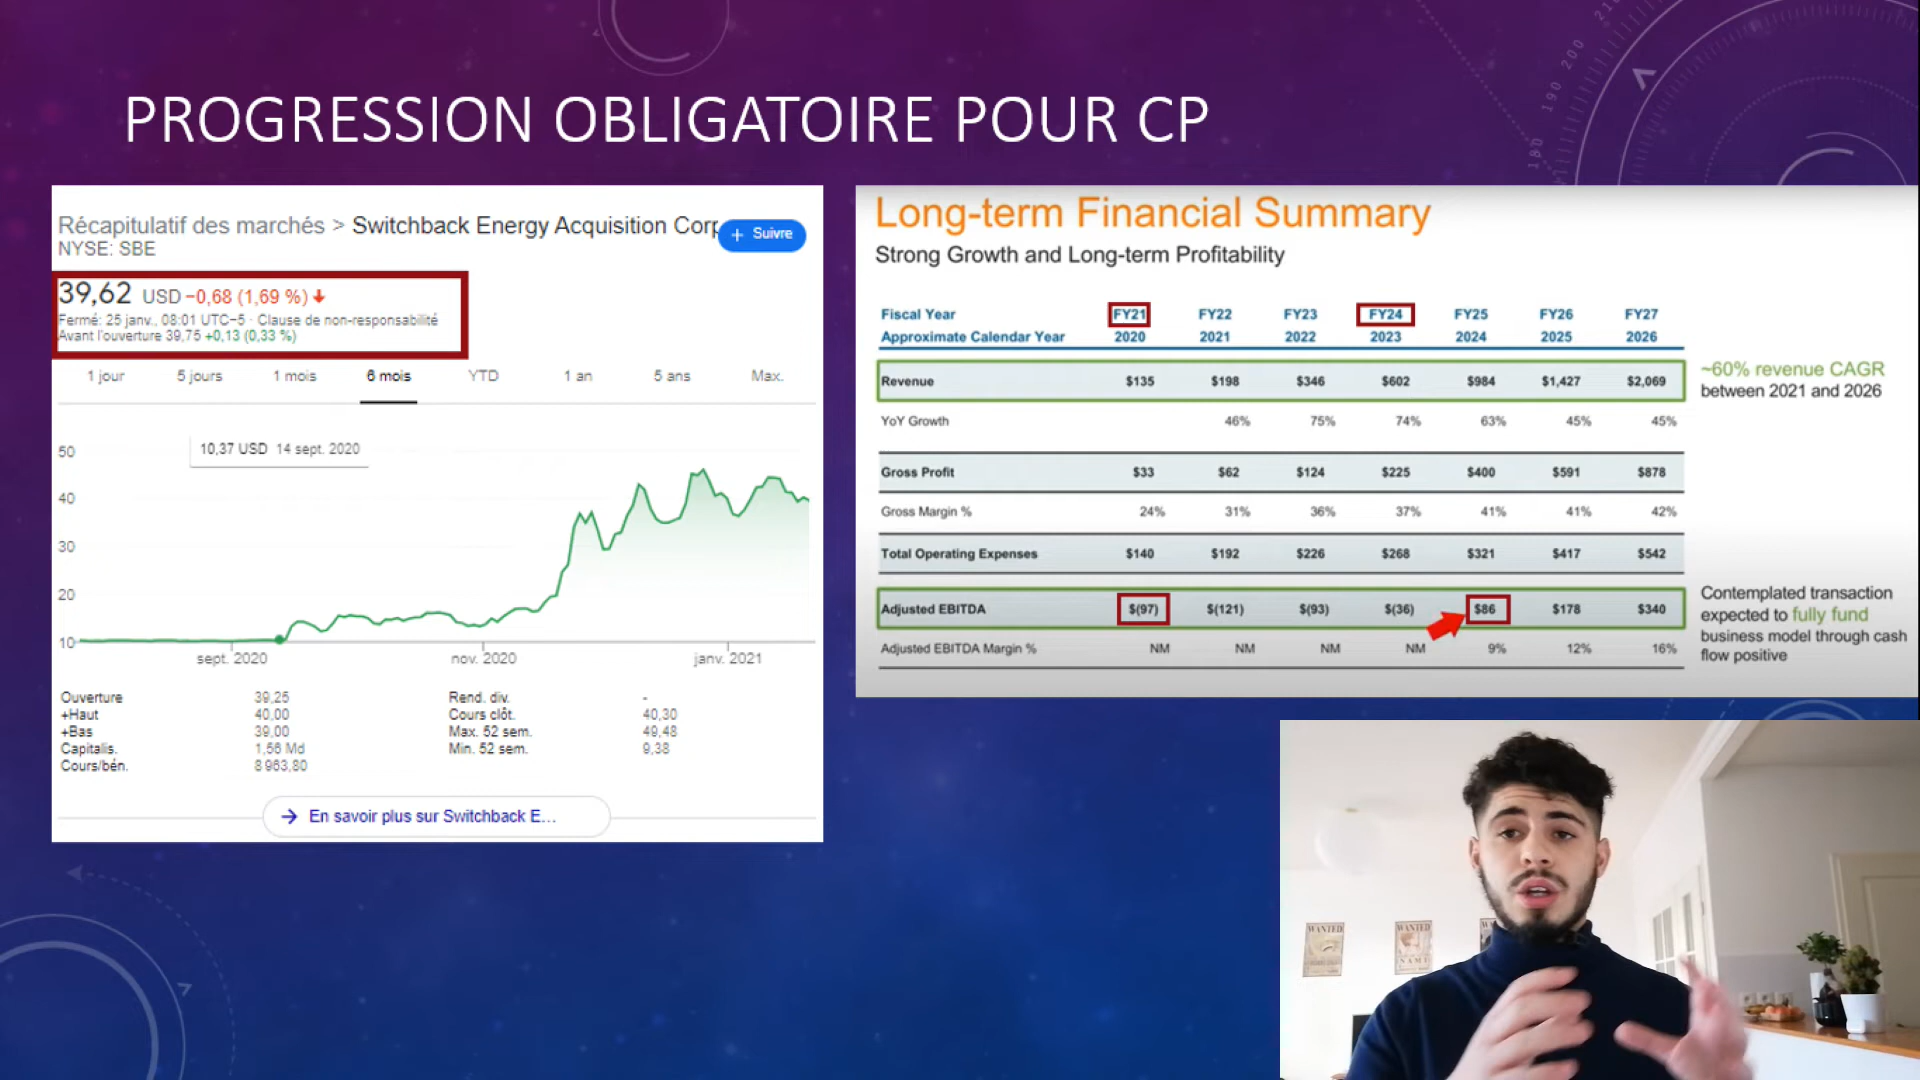 PROGRESSION OBLIGATOIRE POUR CP
Récapitulatif des marchés > Switchback Energy Acquisition Corp
+ Suivre
NYSE: SBE
39,62 USD −0,68 (1,69 %)
Fermé: 25 janv., 08:01 UTC−5 · Clause de non-responsabilité
Avant l'ouverture 39,75 +0,13 (0,33 %)
1 jour 5 jours 1 mois 6 mois YTD 1 an 5 ans Max.
10,37 USD 14 sept. 2020
50
40
30
20
10
sept. 2020 nov. 2020 janv. 2021
Ouverture 39,25 Rend. div. -
+Haut 40,00 Cours clôt. 40,30
+Bas 39,00 Max. 52 sem. 49,48
Capitalis. 1,56 Md Min. 52 sem. 9,38
Cours/bén. 8 963,80
En savoir plus sur Switchback E...
Long-term Financial Summary
Strong Growth and Long-term Profitability
Fiscal Year FY21 FY22 FY23 FY24 FY25 FY26 FY27
Approximate Calendar Year 2020 2021 2022 2023 2024 2025 2026
Revenue $135 $198 $346 $602 $984 $1,427 $2,069
YoY Growth 46% 75% 74% 63% 45% 45%
Gross Profit $33 $62 $124 $225 $400 $591 $878
Gross Margin % 24% 31% 36% 37% 41% 41% 42%
Total Operating Expenses $140 $192 $226 $268 $321 $417 $542
Adjusted EBITDA $(97) $(121) $(93) $(36) $86 $178 $340
Adjusted EBITDA Margin % NM NM NM NM 9% 12% 16%
~60% revenue CAGR
between 2021 and 2026
Contemplated transaction
expected to fully fund
business model through cash
flow positive
180
190
200
WANTED
WANTED